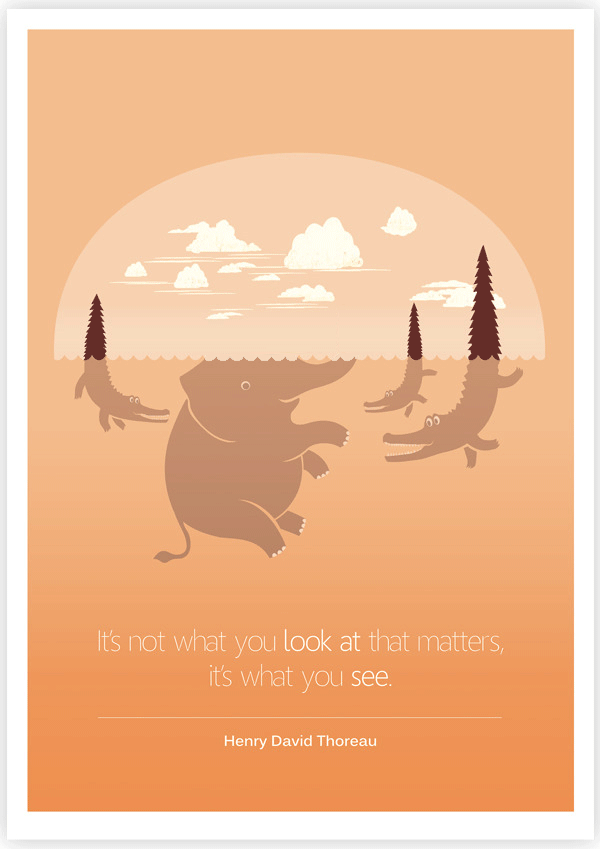 It's not what you look at that matters,
it's what you see.
Henry David Thoreau